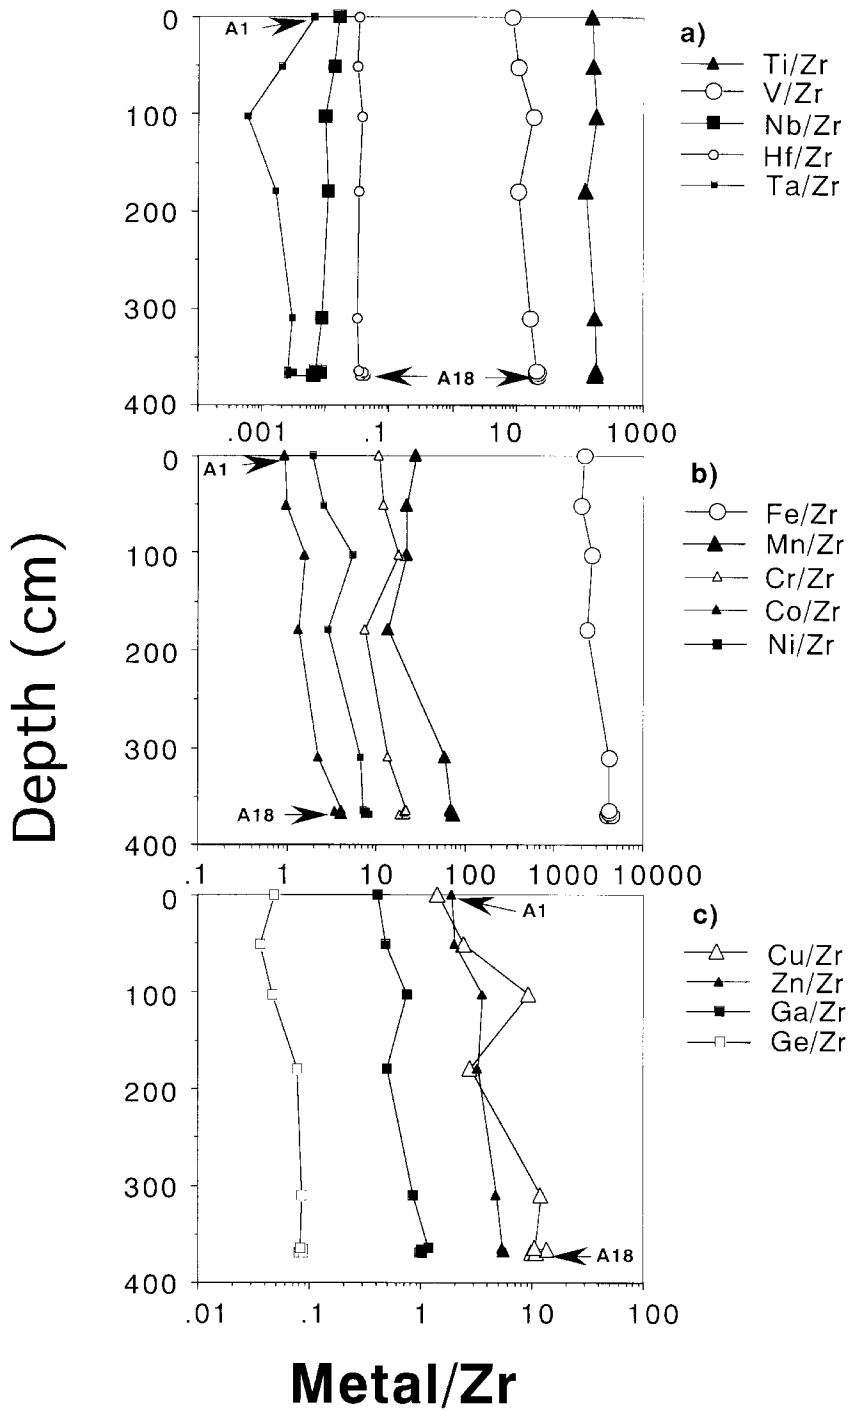 0
100
200
300
400
A1
A18
.001
.1
10
1000
a)
Ti/Zr
V/Zr
Nb/Zr
Hf/Zr
Ta/Zr
0
100
200
300
400
A1
A18
.1
1
10
100
1000
10000
b)
Fe/Zr
Mn/Zr
Cr/Zr
Co/Zr
Ni/Zr
Depth (cm)
0
100
200
300
400
A1
A18
.01
.1
1
10
100
c)
Cu/Zr
Zn/Zr
Ga/Zr
Ge/Zr
Metal/Zr